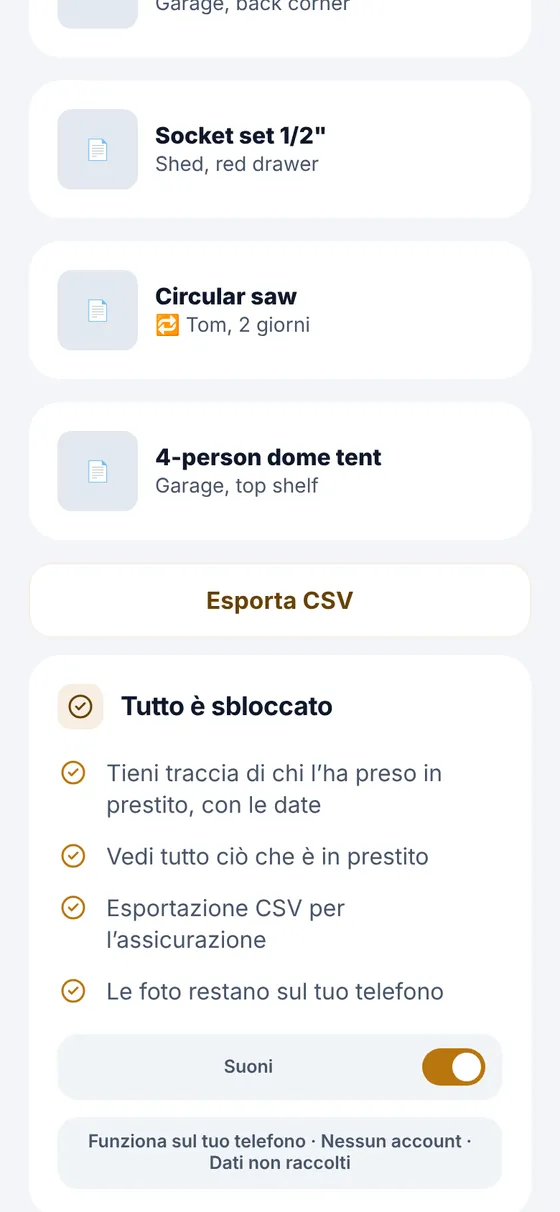 Garage, back corner
Socket set 1/2"
Shed, red drawer
Circular saw
🔁 Tom, 2 giorni
4-person dome tent
Garage, top shelf
Esporta CSV
Tutto è sbloccato
Tieni traccia di chi l’ha preso in
prestito, con le date
Vedi tutto ciò che è in prestito
Esportazione CSV per
l’assicurazione
Le foto restano sul tuo telefono
Suoni
Funziona sul tuo telefono · Nessun account ·
Dati non raccolti